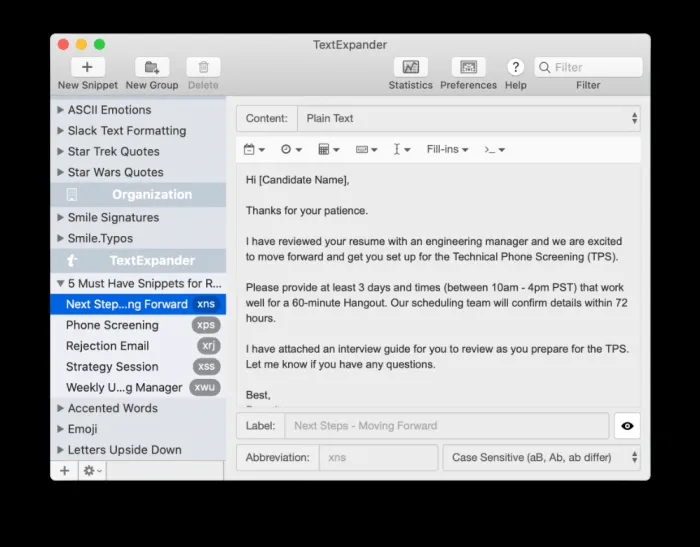 TextExpander
New Snippet
New Group
Delete
Statistics
Preferences
? Help
Filter
Filter
ASCII Emotions
Slack Text Formatting
Star Trek Quotes
Star Wars Quotes
Organization
Smile Signatures
Smile.Typos
TextExpander
5 Must Have Snippets for R...
Next Step...ng Forward xns
Phone Screening xps
Rejection Email xrj
Strategy Session xss
Weekly U...g Manager xwu
Accented Words
Emoji
Letters Upside Down
Content: Plain Text
Fill-ins
Hi [Candidate Name],
Thanks for your patience.
I have reviewed your resume with an engineering manager and we are excited
to move forward and get you set up for the Technical Phone Screening (TPS).
Please provide at least 3 days and times (between 10am - 4pm PST) that work
well for a 60-minute Hangout. Our scheduling team will confirm details within 72
hours.
I have attached an interview guide for you to review as you prepare for the TPS.
Let me know if you have any questions.
Best,
Label: Next Steps - Moving Forward
Abbreviation: xns Case Sensitive (aB, Ab, ab differ)